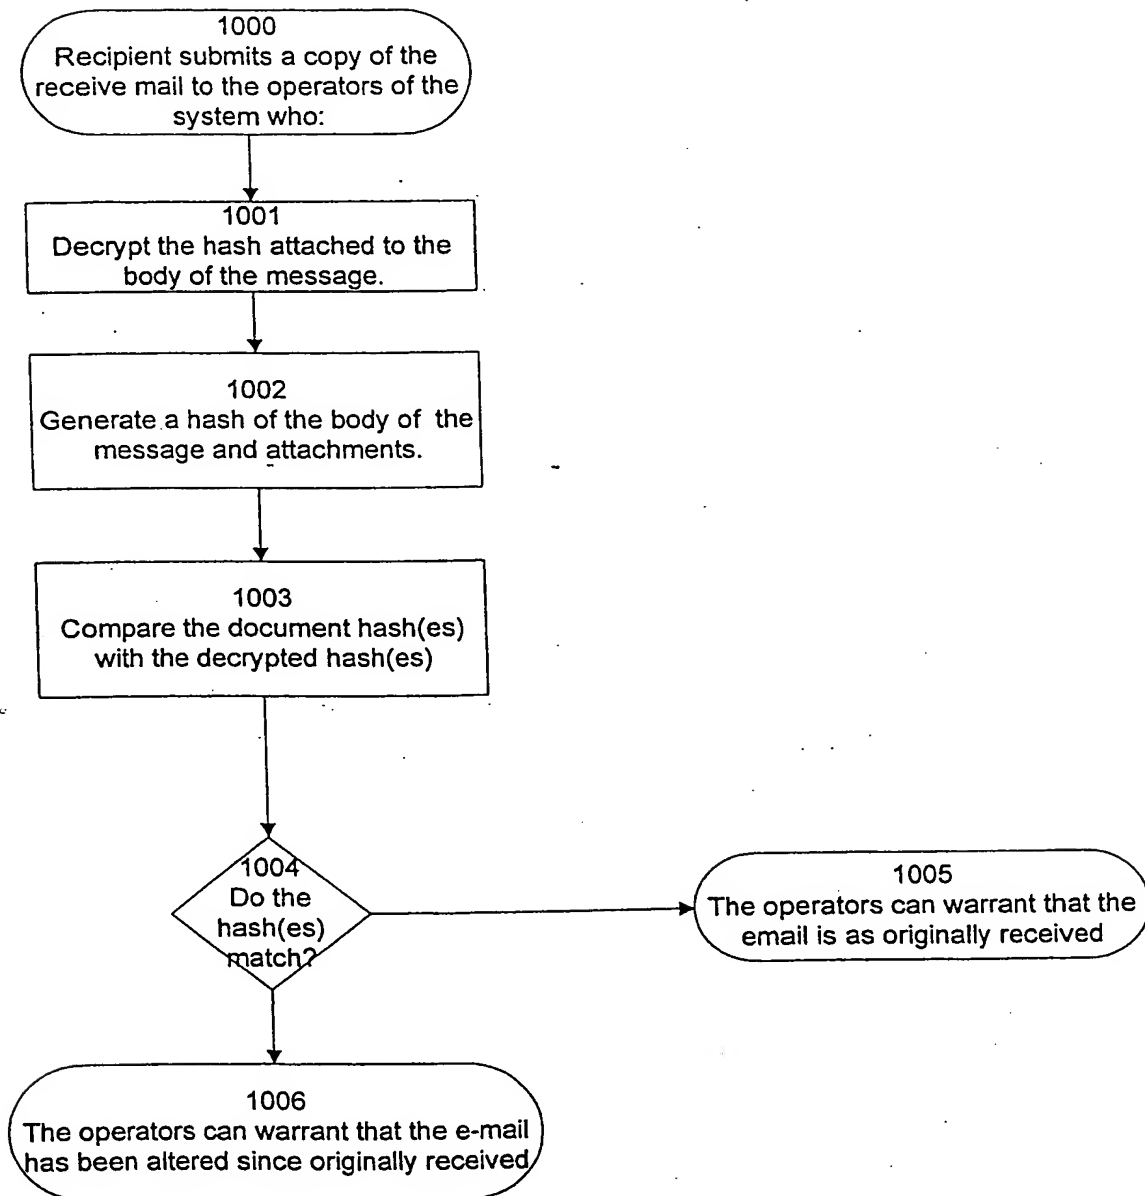 1000
Recipient submits a copy of the
receive mail to the operators of the
system who:
1001
Decrypt the hash attached to the
body of the message.
1002
Generate a hash of the body of the
message and attachments.
1003
Compare the document hash(es)
with the decrypted hash(es)
1004
Do the
hash(es)
match?
1005
The operators can warrant that the
email is as originally received
1006
The operators can warrant that the e-mail
has been altered since originally received